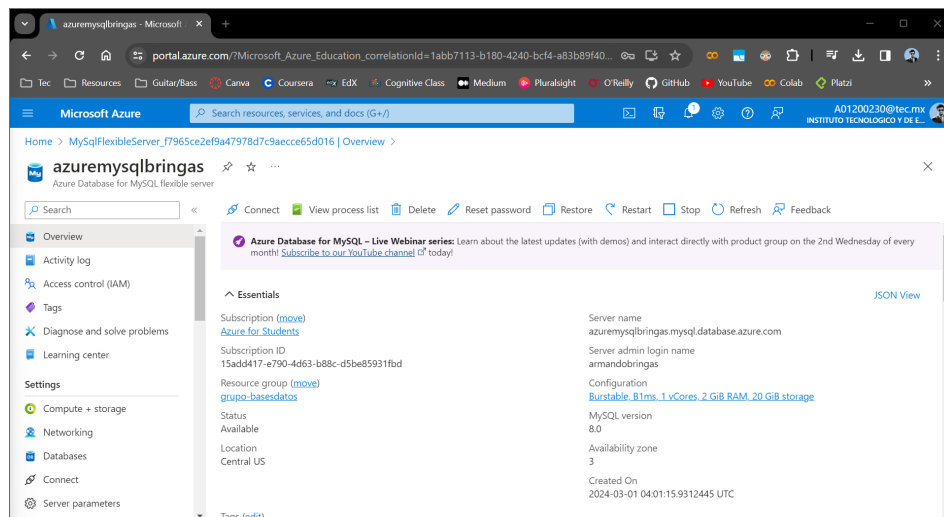 azuremysqlbringas - Microsoft
portal.azure.com/?Microsoft_Azure_Education_correlationId=1abb7113-b180-4240-bcf4-a83b89f40...
Tec Resources Guitar/Bass Canva Coursera EdX Cognitive Class Medium Pluralsight O'Reilly GitHub YouTube Colab Platzi »
Microsoft Azure Search resources, services, and docs (G+/) 1 A01200230@tec.mx
INSTITUTO TECNOLOGICO Y DE E...
Home > MySqlFlexibleServer_f7965ce2ef9a47978d7c9aecce65d016 | Overview >
azuremysqlbringas ...
Azure Database for MySQL flexible server
Search «
Connect View process list Delete Reset password Restore Restart Stop Refresh Feedback
Overview
Activity log
Access control (IAM)
Tags
Diagnose and solve problems
Learning center
Settings
Compute + storage
Networking
Databases
Connect
Server parameters
Azure Database for MySQL – Live Webinar series: Learn about the latest updates (with demos) and interact directly with product group on the 2nd Wednesday of every
month! Subscribe to our YouTube channel today!
Essentials JSON View
Subscription (move)
Azure for Students
Subscription ID
15add417-e790-4d63-b88c-d5be85931fbd
Resource group (move)
grupo-basesdatos
Status
Available
Location
Central US
Server name
azuremysqlbringas.mysql.database.azure.com
Server admin login name
armandobringas
Configuration
Burstable, B1ms, 1 vCores, 2 GiB RAM, 20 GiB storage
MySQL version
8.0
Availability zone
3
Created On
2024-03-01 04:01:15.9312445 UTC
Tags (edit)